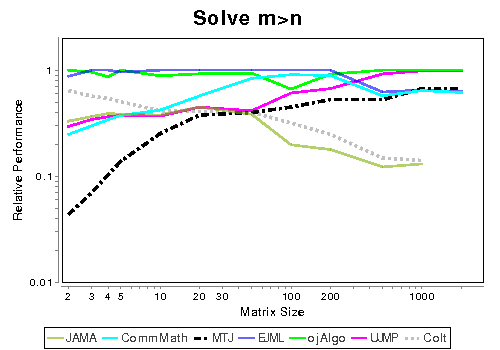 Solve m>n
Relative Performance
1
0.1
0.01
2 3 4 5 10 20 30 100 200 1000
Matrix Size
JAMA CommMath MTJ EJML ojAlgo UJMP Colt